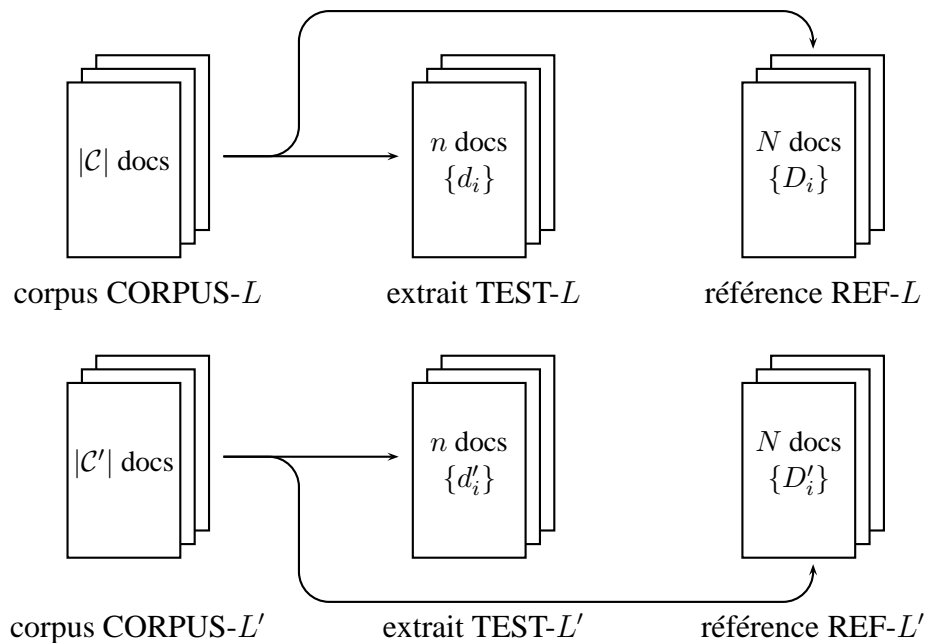 |𝒞| docs
n docs
{d_i}
N docs
{D_i}
corpus CORPUS-L
extrait TEST-L
référence REF-L
|𝒞′| docs
n docs
{d′_i}
N docs
{D′_i}
corpus CORPUS-L′
extrait TEST-L′
référence REF-L′